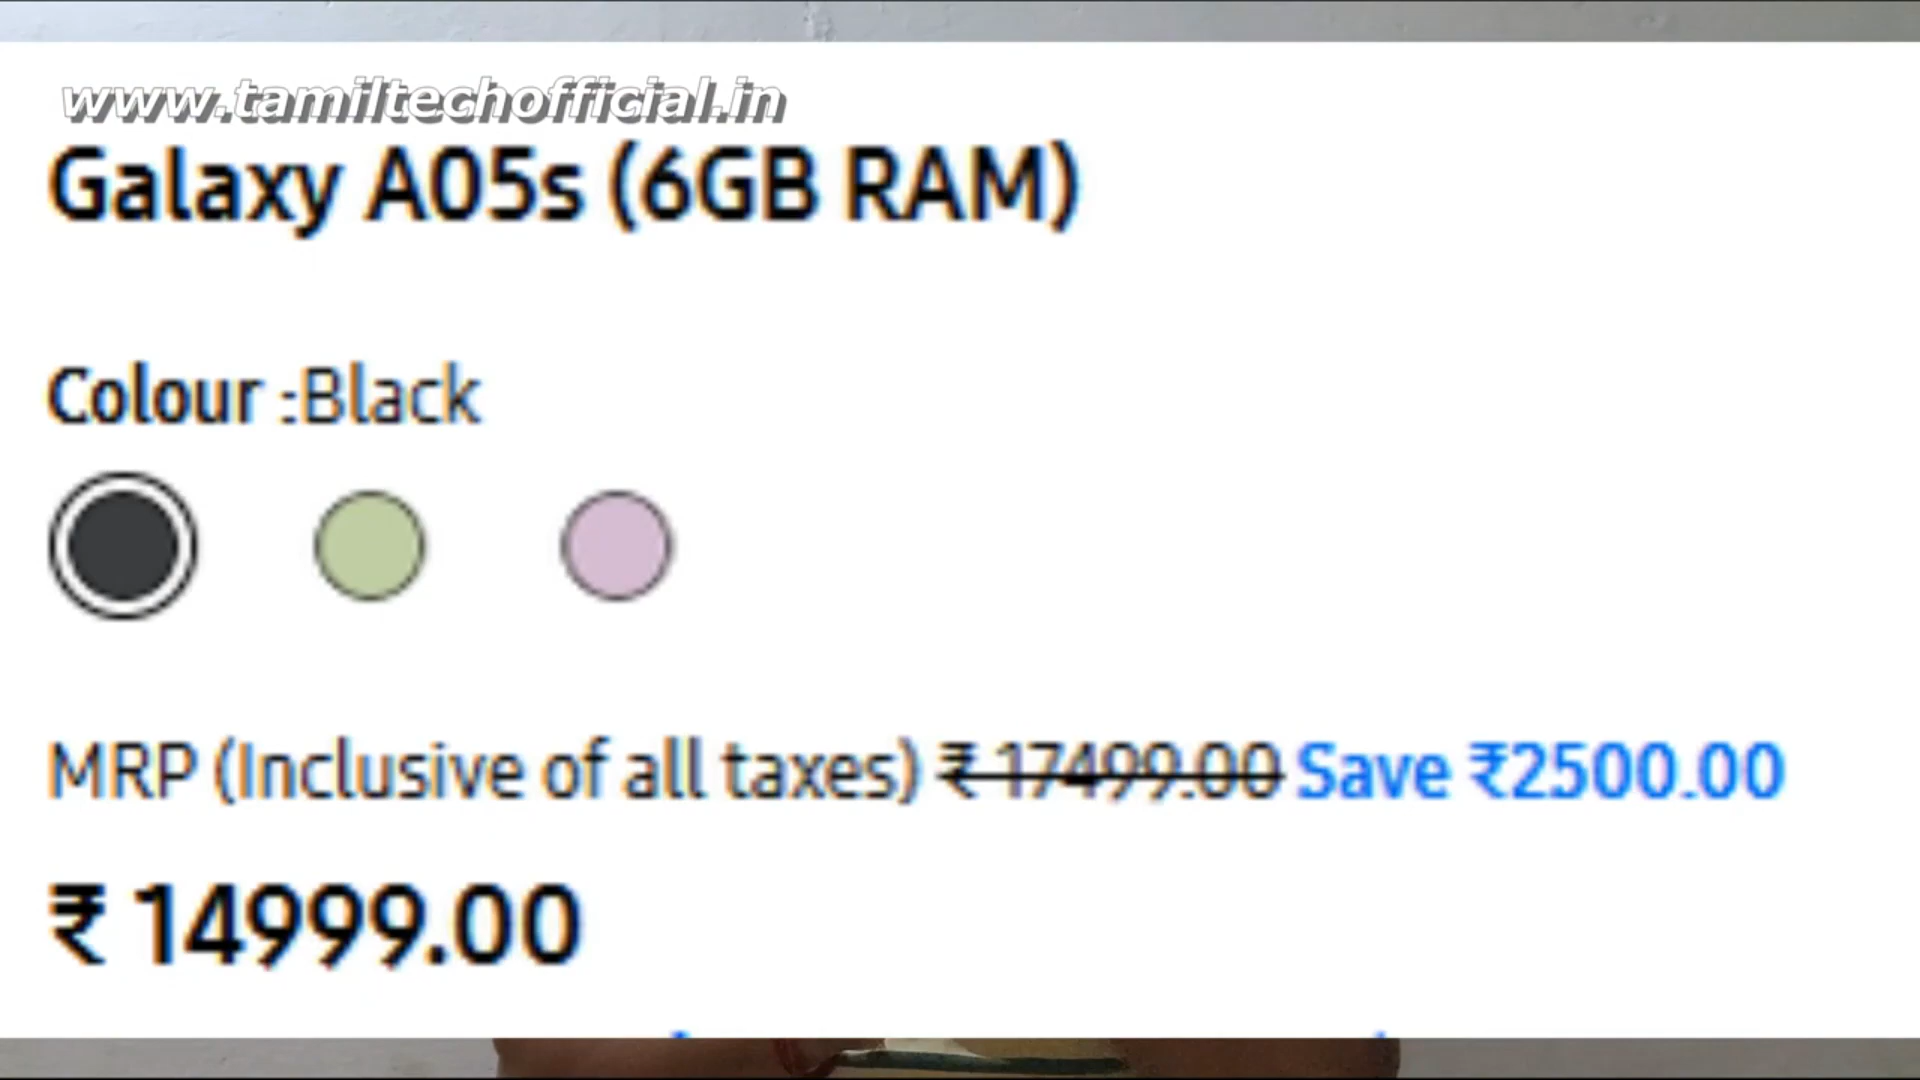 www.tamiltechofficial.in
Galaxy A05s (6GB RAM)
Colour :Black
MRP (Inclusive of all taxes) ₹ 17499.00 Save ₹2500.00
₹ 14999.00